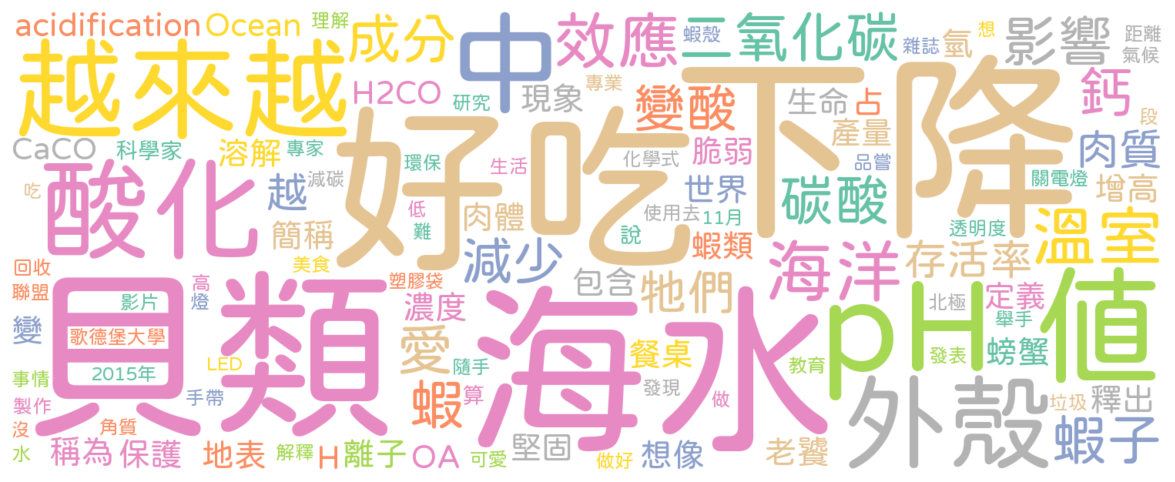 acidification Ocean 理解 成分 中 效應 二氧化碳 蝦殼 雜誌 氫 想 影響 距離 氣候
越來越 H2CO 研究 現象 專業 變酸 生命 占 下降 鈣 段
CaCO 科學家 溶解 專家 環保 生活 好吃 化學式 脆弱 產量 品嘗 肉質
吃 酸化 越 減碳 低 難 肉體 使用去 說 世界 11月 碳酸 關電燈 增高 透明度
簡稱 美食 減少 包含 蝦類 海洋 存活率 溫室
回收 聯盟 影片 高 燈 塑膠袋 濃度 牠們 北極 定義 舉手
變 歌德堡大學 貝類 愛 隨手 餐桌 海水 pH值 發表 螃蟹
事情 2015年 LED 手帶 蝦 算 發現 做 教育 外殼 垃圾 釋出
製作 沒 水 角質 稱為 保護 地表 解釋 H 離子 OA 可愛 堅固 做好 想像 老饕 蝦子